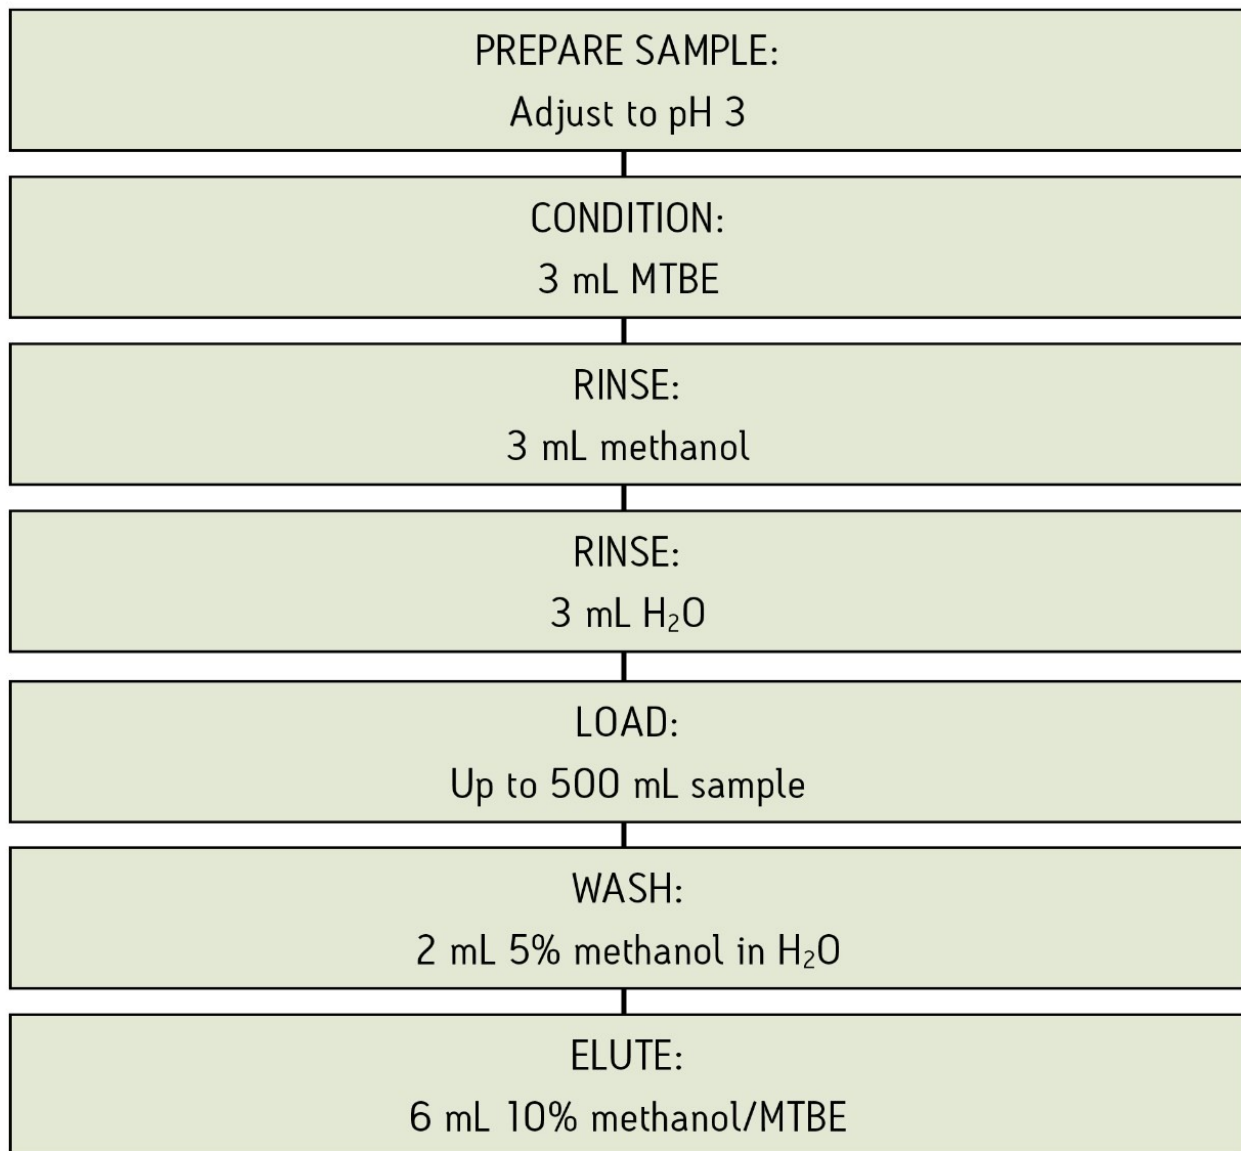 PREPARE SAMPLE:
Adjust to pH 3
CONDITION:
3 mL MTBE
RINSE:
3 mL methanol
RINSE:
3 mL H₂O
LOAD:
Up to 500 mL sample
WASH:
2 mL 5% methanol in H₂O
ELUTE:
6 mL 10% methanol/MTBE